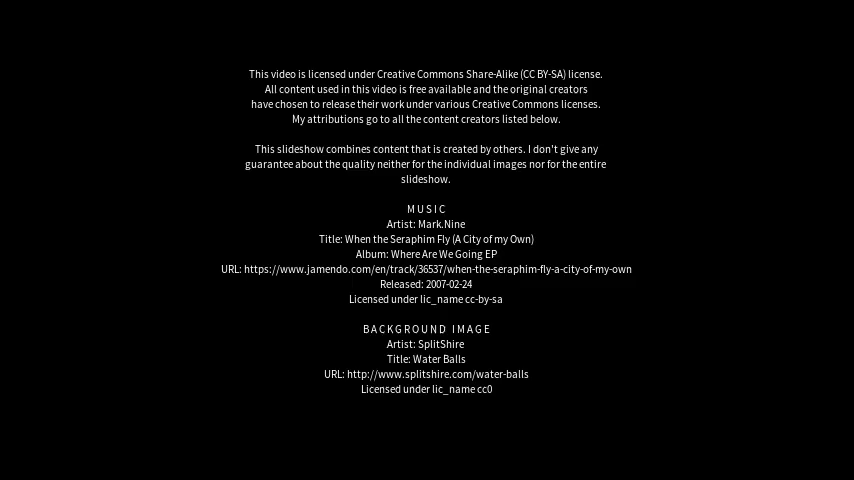 This video is licensed under Creative Commons Share-Alike (CC BY-SA) license.
All content used in this video is free available and the original creators
have chosen to release their work under various Creative Commons licenses.
My attributions go to all the content creators listed below.
This slideshow combines content that is created by others. I don't give any
guarantee about the quality neither for the individual images nor for the entire
slideshow.
MUSIC
Artist: Mark.Nine
Title: When the Seraphim Fly (A City of my Own)
Album: Where Are We Going EP
URL: https://www.jamendo.com/en/track/36537/when-the-seraphim-fly-a-city-of-my-own
Released: 2007-02-24
Licensed under lic_name cc-by-sa
BACKGROUND IMAGE
Artist: SplitShire
Title: Water Balls
URL: http://www.splitshire.com/water-balls
Licensed under lic_name cc0